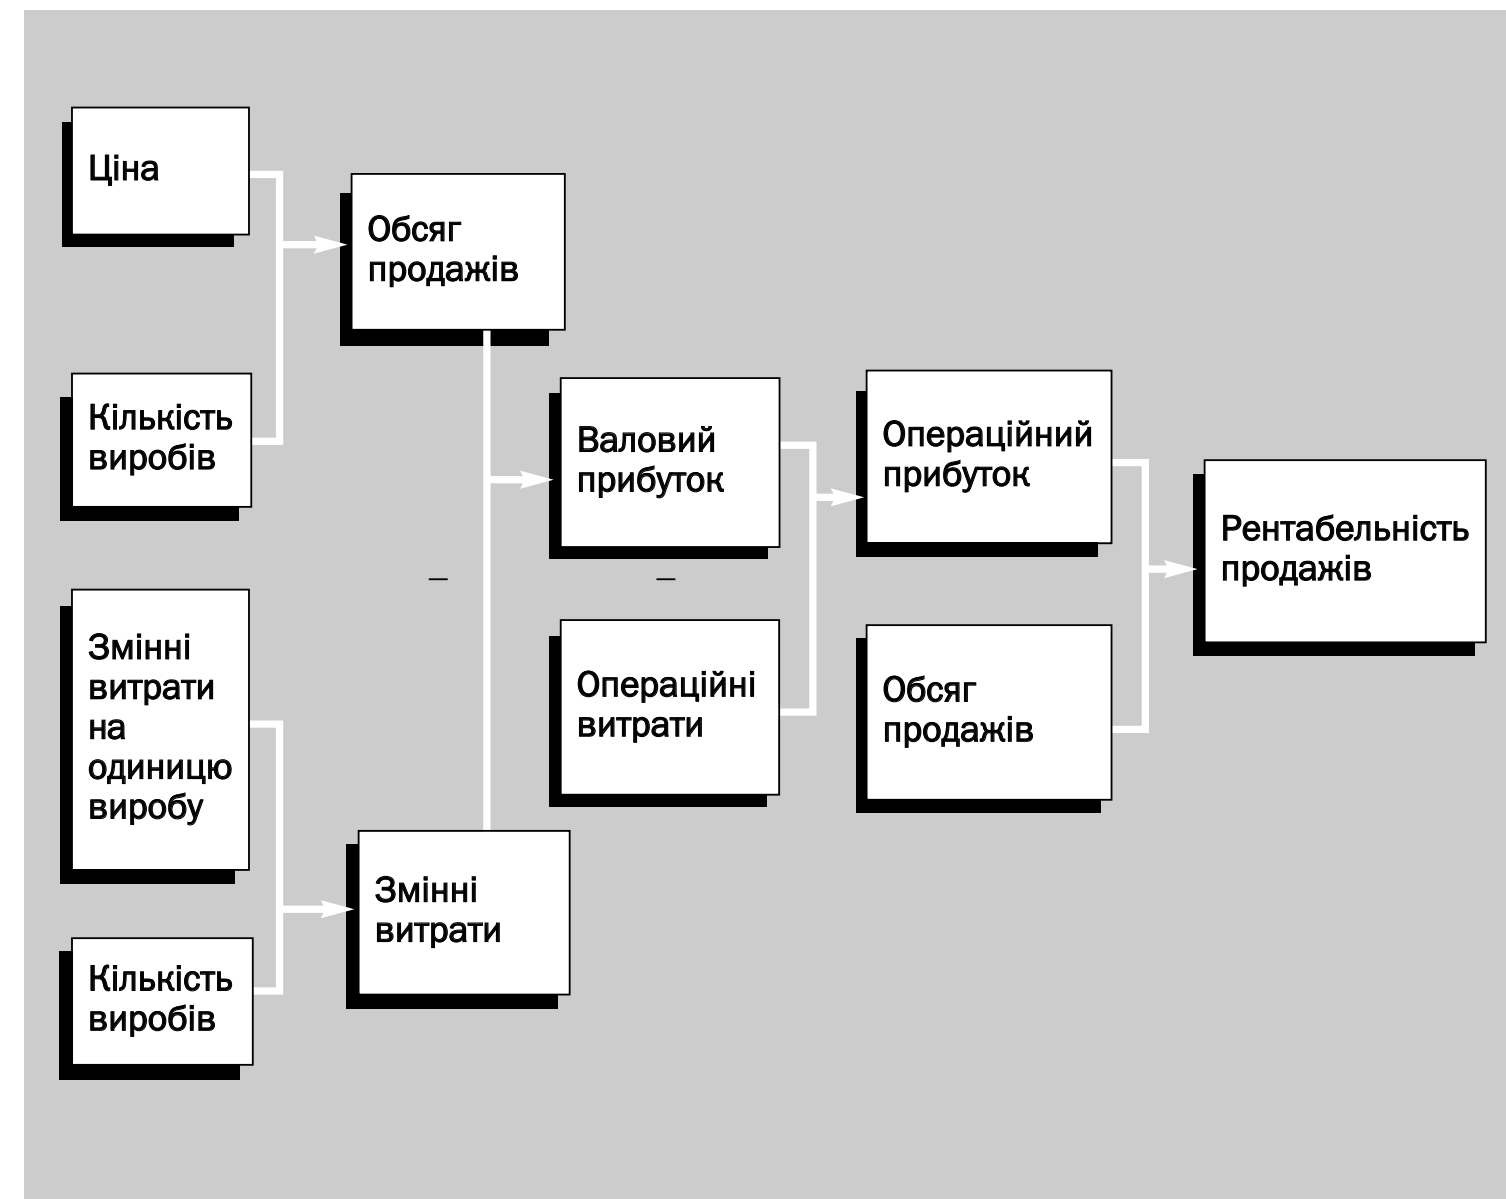 Ціна
Обсяг
продажів
Кількість
виробів
Валовий
прибуток
Операційний
прибуток
Рентабельність
продажів
–
–
Змінні
витрати
на
одиницю
виробу
Операційні
витрати
Обсяг
продажів
Змінні
витрати
Кількість
виробів